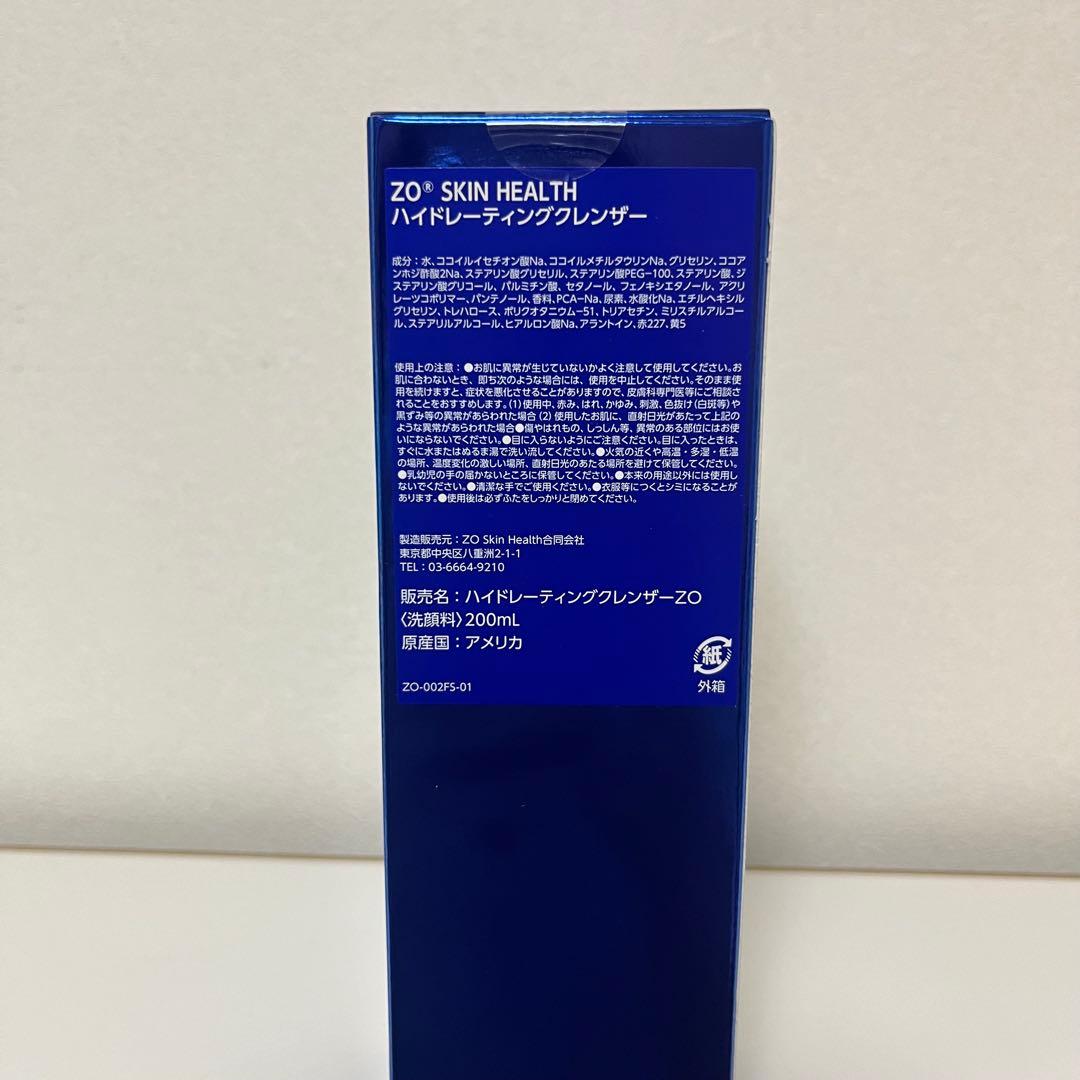 ZO® SKIN HEALTH
ハイドレーティングクレンザー
成分：水、ココイルイセチオン酸Na、ココイルメチルタウリンNa、グリセリン、ココア
ンホジ酢酸2Na、ステアリン酸グリセリル、ステアリン酸PEG-100、ステアリン酸、ジ
ステアリン酸グリコール、パルミチン酸、セタノール、フェノキシエタノール、アクリ
レーツコポリマー、パンテノール、香料、PCA-Na、尿素、水酸化Na、エチルヘキシル
グリセリン、トレハロース、ポリクオタニウム-51、トリアセチン、ミリスチルアルコー
ル、ステアリルアルコール、ヒアルロン酸Na、アラントイン、赤227、黄5
使用上の注意：●お肌に異常が生じていないかよく注意して使用してください。お
肌に合わないとき、即ち次のような場合には、使用を中止してください。そのまま使
用を続けますと、症状を悪化させることがありますので、皮膚科専門医等にご相談さ
れることをおすすめします。(1)使用中、赤み、はれ、かゆみ、刺激、色抜け(白斑等)や
黒ずみ等の異常があらわれた場合(2)使用したお肌に、直射日光があたって上記の
ような異常があらわれた場合●傷やはれもの、しっしん等、異常のある部位にはお使
いにならないでください。●目に入らないようにご注意ください。目に入ったときは、
すぐに水またはぬるま湯で洗い流してください。●火気の近くや高温・多湿・低温
の場所、温度変化の激しい場所、直射日光のあたる場所を避けて保管してください。
●乳幼児の手の届かないところに保管してください。●本来の用途以外には使用し
ないでください。●清潔な手でご使用ください。●衣服等につくとシミになることが
あります。●使用後は必ずふたをしっかりと閉めてください。
製造販売元：ZO Skin Health合同会社
東京都中央区八重洲2-1-1
TEL：03-6664-9210
販売名：ハイドレーティングクレンザーZO
〈洗顔料〉200mL
原産国：アメリカ
紙
外箱
ZO-002FS-01